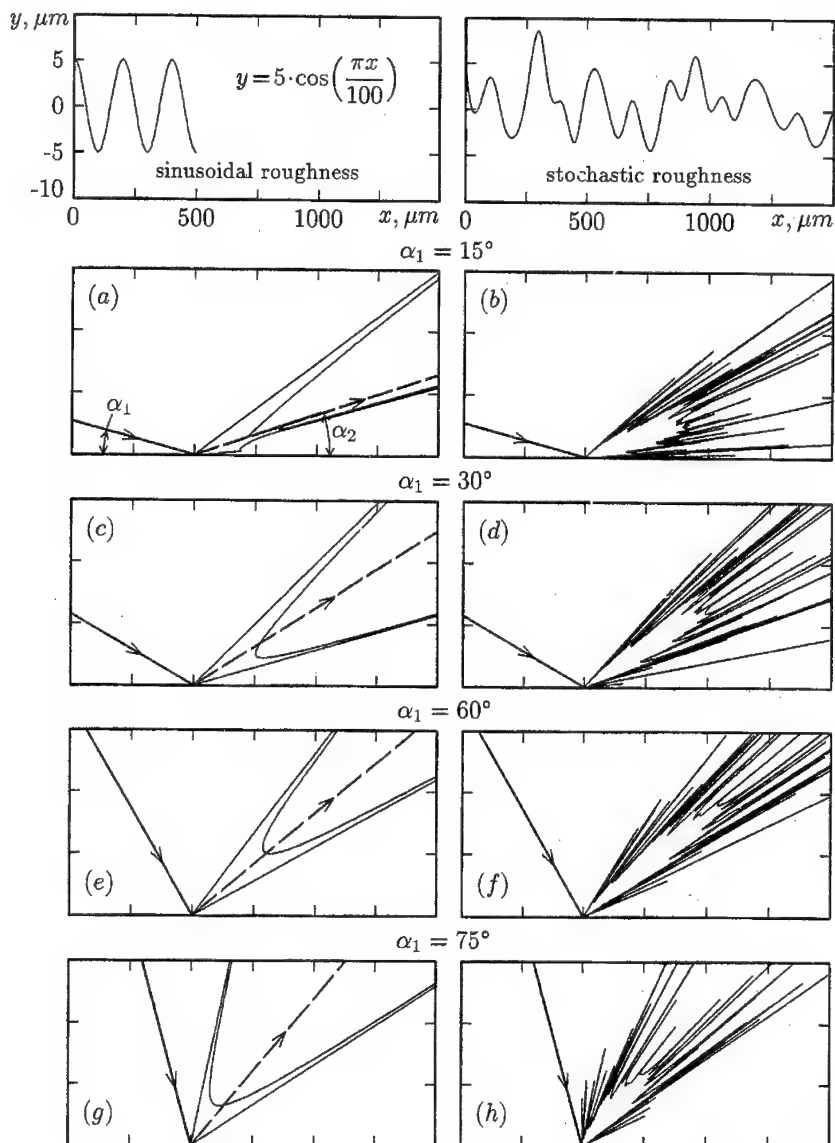 y, μm
5
0
-5
-10
y=5·cos(πx/100)
sinusoidal roughness
stochastic roughness
0 500 1000 x, μm
0 500 1000 x, μm
α₁ = 15°
(a)
(b)
α₁
α₂
α₁ = 30°
(c)
(d)
α₁ = 60°
(e)
(f)
α₁ = 75°
(g)
(h)